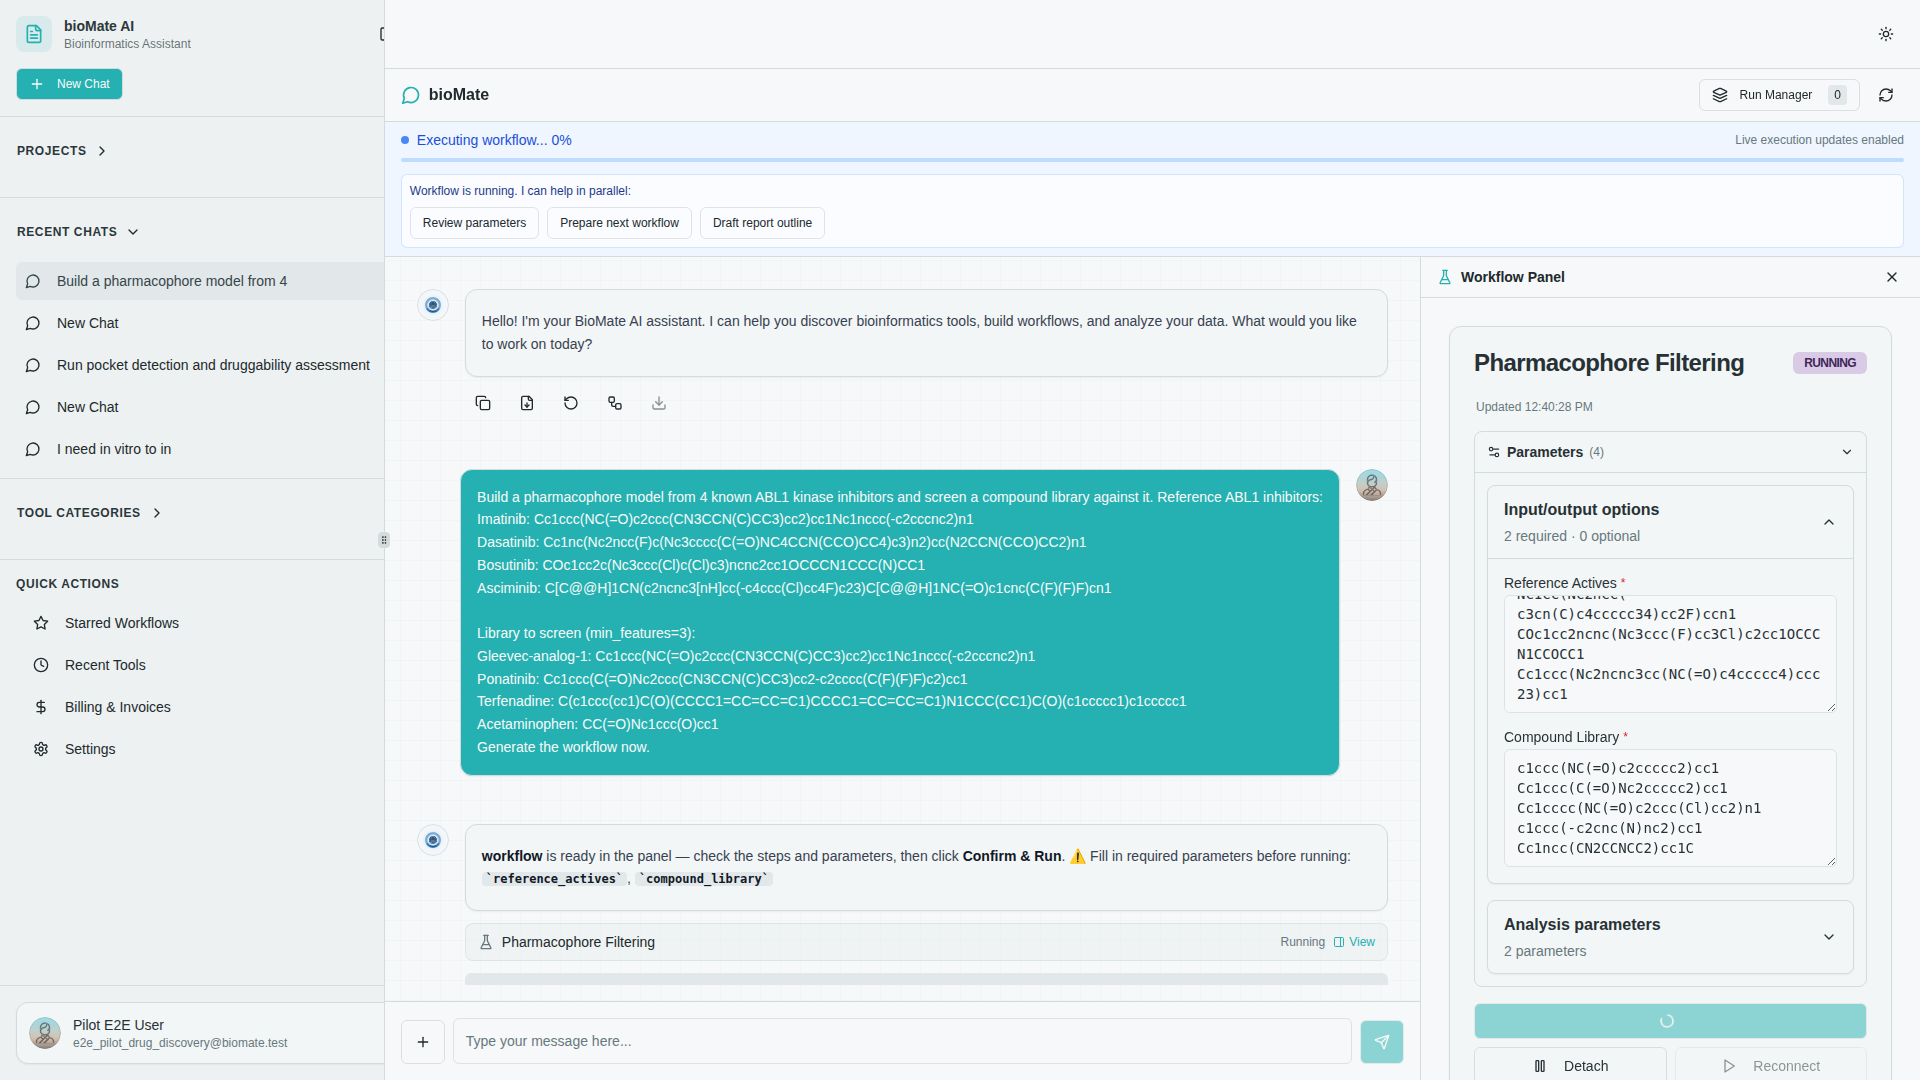 bioMate AI
Bioinformatics Assistant
New Chat
PROJECTS
RECENT CHATS
Build a pharmacophore model from 4
New Chat
Run pocket detection and druggability assessment
New Chat
I need in vitro to in
TOOL CATEGORIES
QUICK ACTIONS
Starred Workflows
Recent Tools
Billing & Invoices
Settings
Pilot E2E User
e2e_pilot_drug_discovery@biomate.test
bioMate
Run Manager 0
Executing workflow... 0%
Live execution updates enabled
Workflow is running. I can help in parallel:
Review parameters
Prepare next workflow
Draft report outline
Hello! I'm your BioMate AI assistant. I can help you discover bioinformatics tools, build workflows, and analyze your data. What would you like
to work on today?
Build a pharmacophore model from 4 known ABL1 kinase inhibitors and screen a compound library against it. Reference ABL1 inhibitors:
Imatinib: Cc1ccc(NC(=O)c2ccc(CN3CCN(C)CC3)cc2)cc1Nc1nccc(-c2cccnc2)n1
Dasatinib: Cc1nc(Nc2ncc(F)c(Nc3cccc(C(=O)NC4CCN(CCO)CC4)c3)n2)cc(N2CCN(CCO)CC2)n1
Bosutinib: COc1cc2c(Nc3ccc(Cl)c(Cl)c3)ncnc2cc1OCCCN1CCC(N)CC1
Asciminib: C[C@@H]1CN(c2ncnc3[nH]cc(-c4ccc(Cl)cc4F)c23)C[C@@H]1NC(=O)c1cnc(C(F)(F)F)cn1
Library to screen (min_features=3):
Gleevec-analog-1: Cc1ccc(NC(=O)c2ccc(CN3CCN(C)CC3)cc2)cc1Nc1nccc(-c2cccnc2)n1
Ponatinib: Cc1ccc(C(=O)Nc2ccc(CN3CCN(C)CC3)cc2-c2cccc(C(F)(F)F)c2)cc1
Terfenadine: C(c1ccc(cc1)C(O)(CCCC1=CC=CC=C1)CCCC1=CC=CC=C1)N1CCC(CC1)C(O)(c1ccccc1)c1ccccc1
Acetaminophen: CC(=O)Nc1ccc(O)cc1
Generate the workflow now.
workflow is ready in the panel — check the steps and parameters, then click Confirm & Run. ⚠️ Fill in required parameters before running:
`reference_actives`, `compound_library`
Pharmacophore Filtering
Running View
Type your message here...
Workflow Panel
Pharmacophore Filtering
RUNNING
Updated 12:40:28 PM
Parameters (4)
Input/output options
2 required · 0 optional
Reference Actives *
c3cn(C)c4ccccc34)cc2F)ccn1
COc1cc2ncnc(Nc3ccc(F)cc3Cl)c2cc1OCCC
N1CCOCC1
Cc1ccc(Nc2ncnc3cc(NC(=O)c4ccccc4)ccc
23)cc1
Compound Library *
c1ccc(NC(=O)c2ccccc2)cc1
Cc1ccc(C(=O)Nc2ccccc2)cc1
Cc1cccc(NC(=O)c2ccc(Cl)cc2)n1
c1ccc(-c2cnc(N)nc2)cc1
Cc1ncc(CN2CCNCC2)cc1C
Analysis parameters
2 parameters
Detach
Reconnect